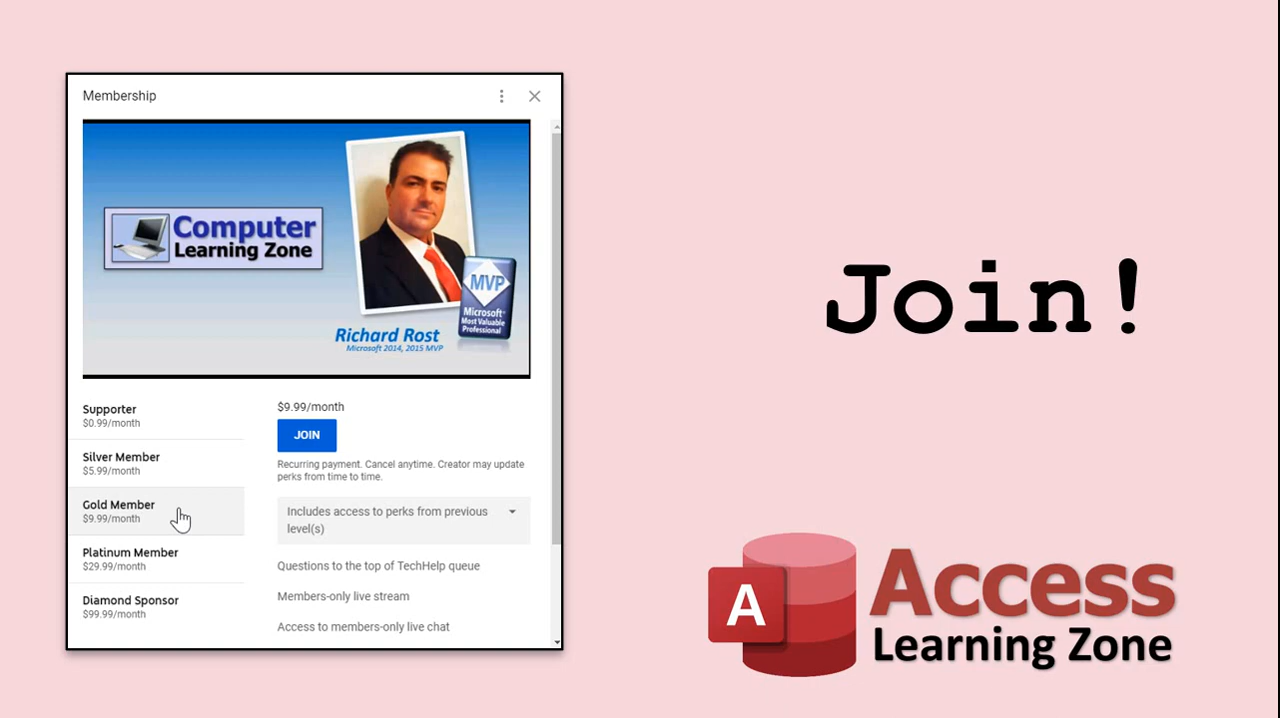 Membership
Computer
Learning Zone
MVP
Microsoft®
Most Valuable
Professional
Richard Rost
Microsoft 2014, 2015 MVP
Supporter
$0.99/month
Silver Member
$5.99/month
Gold Member
$9.99/month
Platinum Member
$29.99/month
Diamond Sponsor
$99.99/month
$9.99/month
JOIN
Recurring payment. Cancel anytime. Creator may update
perks from time to time.
Includes access to perks from previous
level(s)
Questions to the top of TechHelp queue
Members-only live stream
Access to members-only live chat
Join!
A
Access
Learning Zone